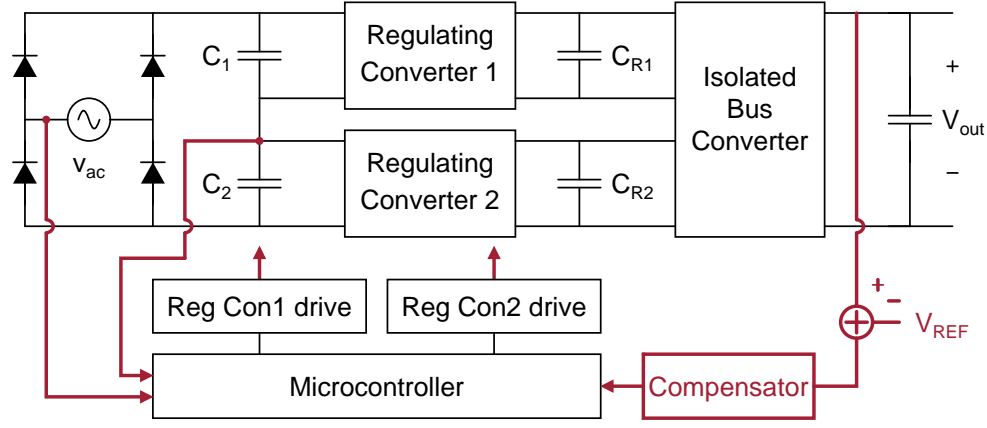 C1
Regulating
Converter 1
CR1
Isolated
Bus
Converter
+
Vout
−
vac
C2
Regulating
Converter 2
CR2
Reg Con1 drive
Reg Con2 drive
+
−
VREF
Microcontroller
Compensator